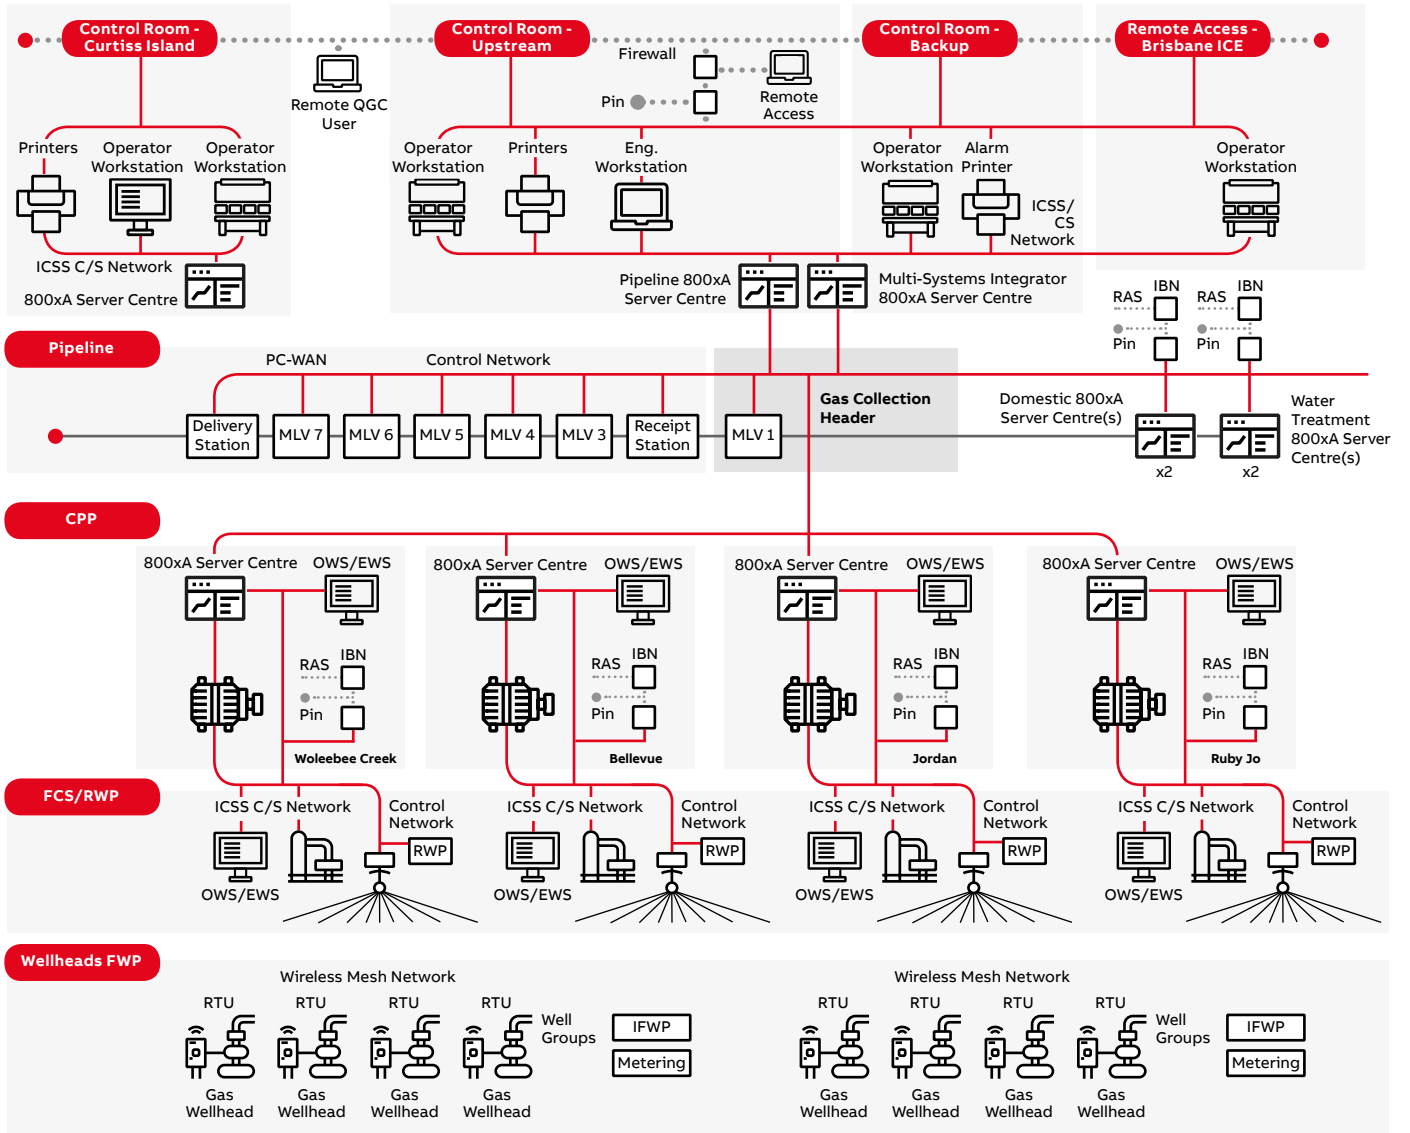 Control Room -
Curtiss Island
Control Room -
Upstream
Control Room -
Backup
Remote Access -
Brisbane ICE
Remote QGC
User
Firewall
Pin
Remote
Access
Printers
Operator
Workstation
Operator
Workstation
Operator
Workstation
Printers
Eng.
Workstation
Operator
Workstation
Alarm
Printer
Operator
Workstation
ICSS/
CS
Network
ICSS C/S Network
800xA Server Centre
Pipeline 800xA
Server Centre
Multi-Systems Integrator
800xA Server Centre
RAS
IBN
Pin
RAS
IBN
Pin
Pipeline
PC-WAN
Control Network
Delivery
Station
MLV 7
MLV 6
MLV 5
MLV 4
MLV 3
Receipt
Station
MLV 1
Gas Collection
Header
Domestic 800xA
Server Centre(s)
x2
x2
Water
Treatment
800xA Server
Centre(s)
CPP
800xA Server Centre
OWS/EWS
RAS
IBN
Pin
Woleebee Creek
800xA Server Centre
OWS/EWS
RAS
IBN
Pin
Bellevue
800xA Server Centre
OWS/EWS
RAS
IBN
Pin
Jordan
800xA Server Centre
OWS/EWS
RAS
IBN
Pin
Ruby Jo
FCS/RWP
ICSS C/S Network
Control
Network
RWP
OWS/EWS
ICSS C/S Network
Control
Network
RWP
OWS/EWS
ICSS C/S Network
Control
Network
RWP
OWS/EWS
ICSS C/S Network
Control
Network
RWP
OWS/EWS
Wellheads FWP
Wireless Mesh Network
RTU
RTU
RTU
RTU
Well
Groups
IFWP
Metering
Gas
Wellhead
Gas
Wellhead
Gas
Wellhead
Gas
Wellhead
Wireless Mesh Network
RTU
RTU
RTU
RTU
Well
Groups
IFWP
Metering
Gas
Wellhead
Gas
Wellhead
Gas
Wellhead
Gas
Wellhead